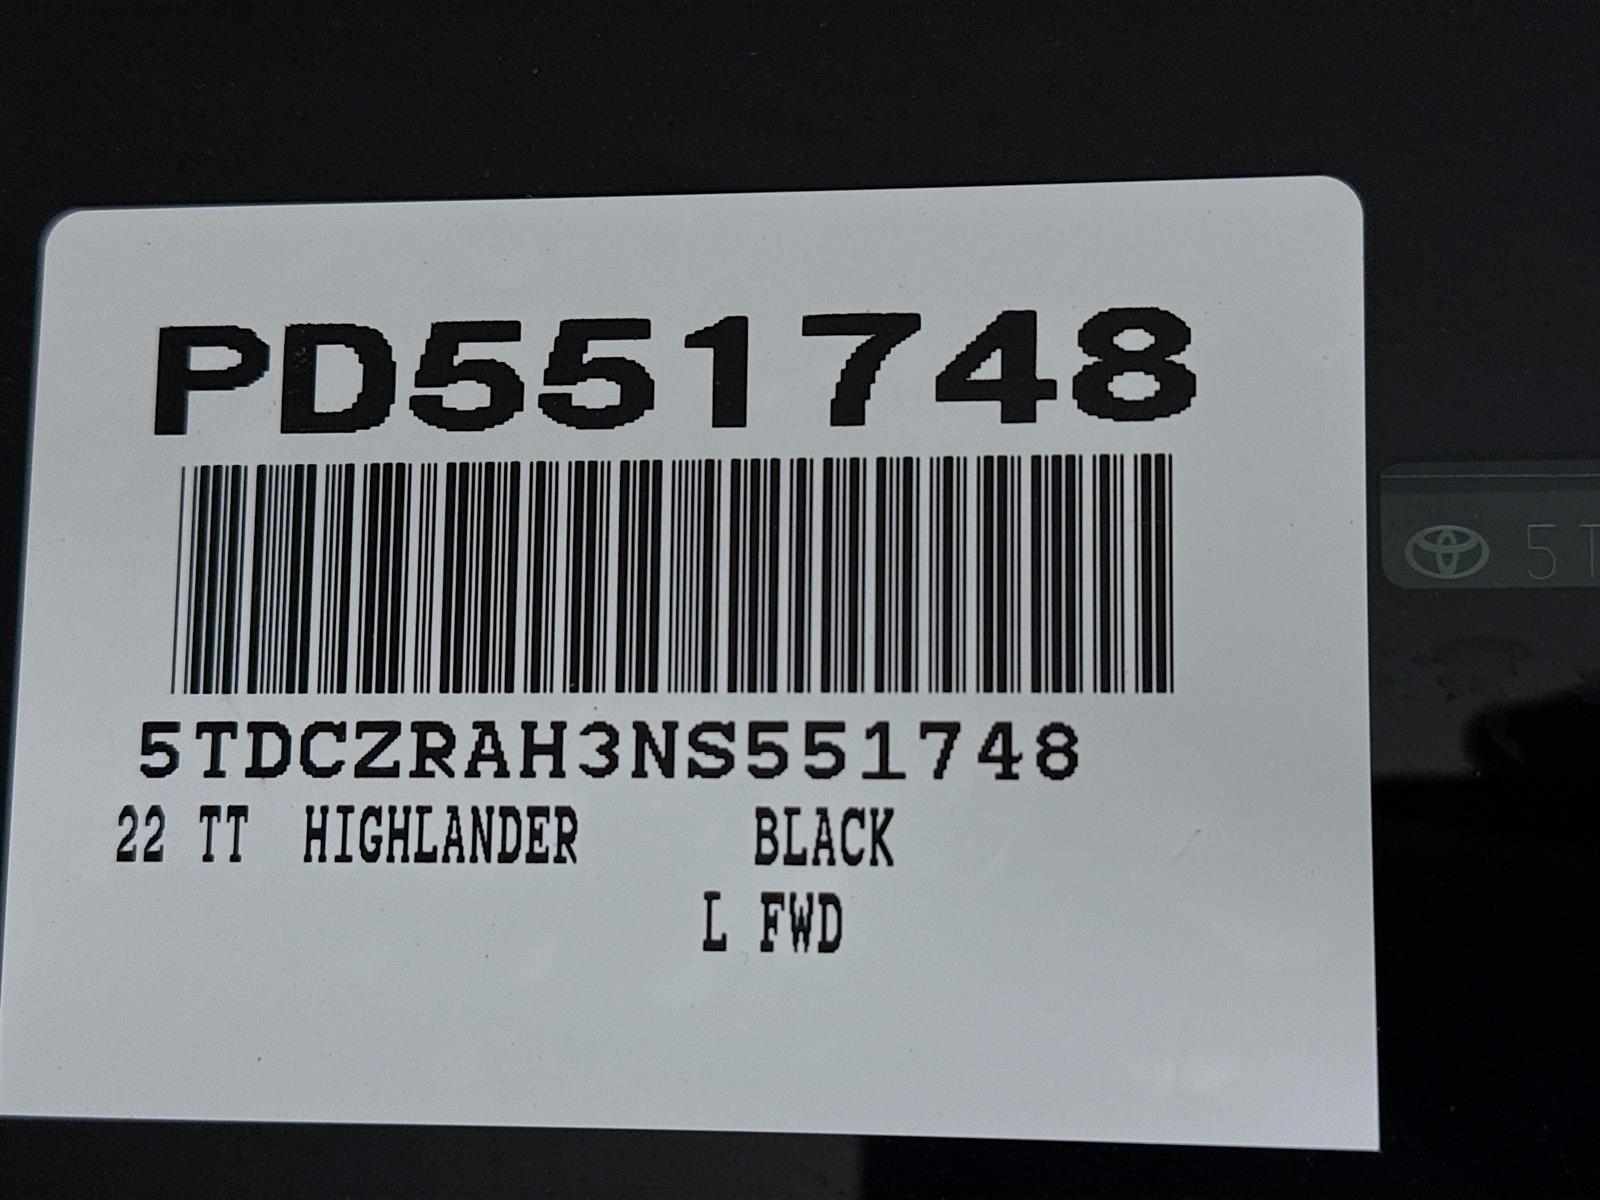 PD551748
5TDCZRAH3NS551748
22 TT HIGHLANDER BLACK
L FWD
5T